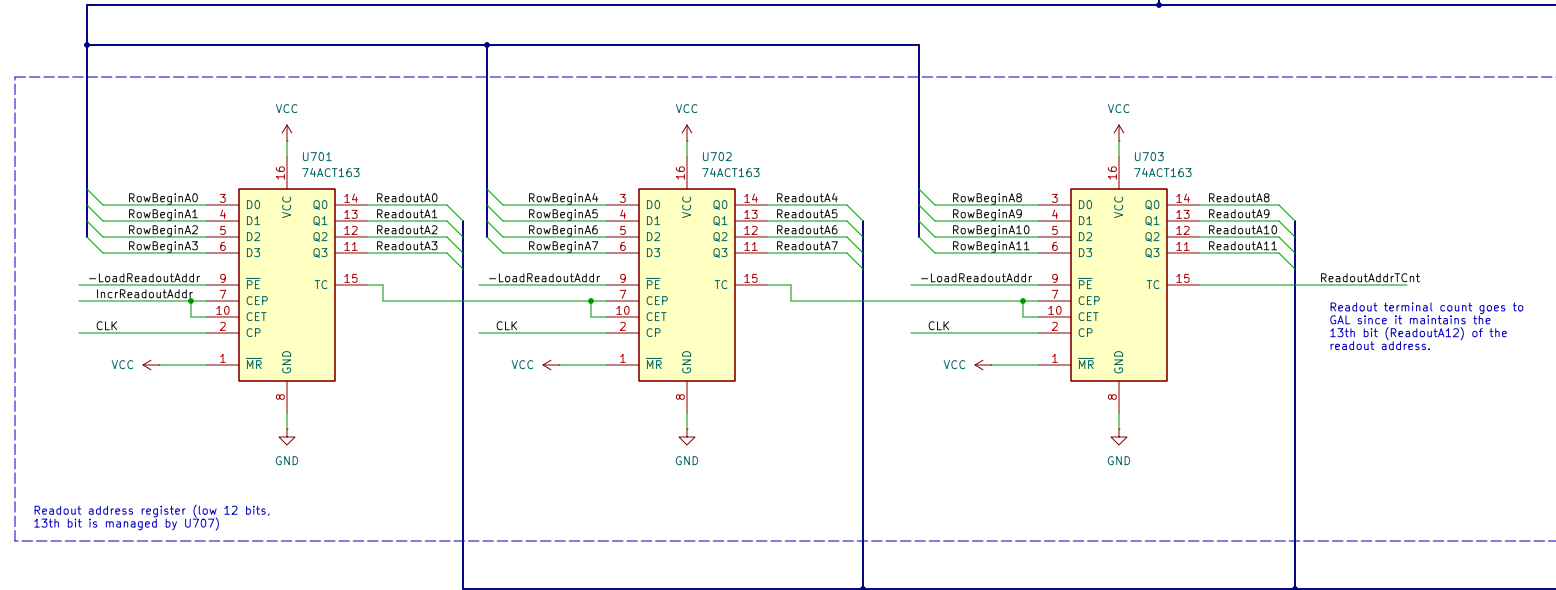 VCC
U701
74ACT163
16
VCC
RowBeginA0 3 D0 Q0 14 ReadoutA0
RowBeginA1 4 D1 Q1 13 ReadoutA1
RowBeginA2 5 D2 Q2 12 ReadoutA2
RowBeginA3 6 D3 Q3 11 ReadoutA3
-LoadReadoutAddr 9 PE TC 15
IncrReadoutAddr 7 CEP
10 CET
CLK 2 CP
VCC 1 MR
GND
8
GND
VCC
U702
74ACT163
16
VCC
RowBeginA4 3 D0 Q0 14 ReadoutA4
RowBeginA5 4 D1 Q1 13 ReadoutA5
RowBeginA6 5 D2 Q2 12 ReadoutA6
RowBeginA7 6 D3 Q3 11 ReadoutA7
-LoadReadoutAddr 9 PE TC 15
7 CEP
10 CET
CLK 2 CP
VCC 1 MR
GND
8
GND
VCC
U703
74ACT163
16
VCC
RowBeginA8 3 D0 Q0 14 ReadoutA8
RowBeginA9 4 D1 Q1 13 ReadoutA9
RowBeginA10 5 D2 Q2 12 ReadoutA10
RowBeginA11 6 D3 Q3 11 ReadoutA11
-LoadReadoutAddr 9 PE TC 15 ReadoutAddrTCnt
7 CEP
10 CET
CLK 2 CP
VCC 1 MR
GND
8
GND
Readout terminal count goes to
GAL since it maintains the
13th bit (ReadoutA12) of the
readout address.
Readout address register (low 12 bits,
13th bit is managed by U707)